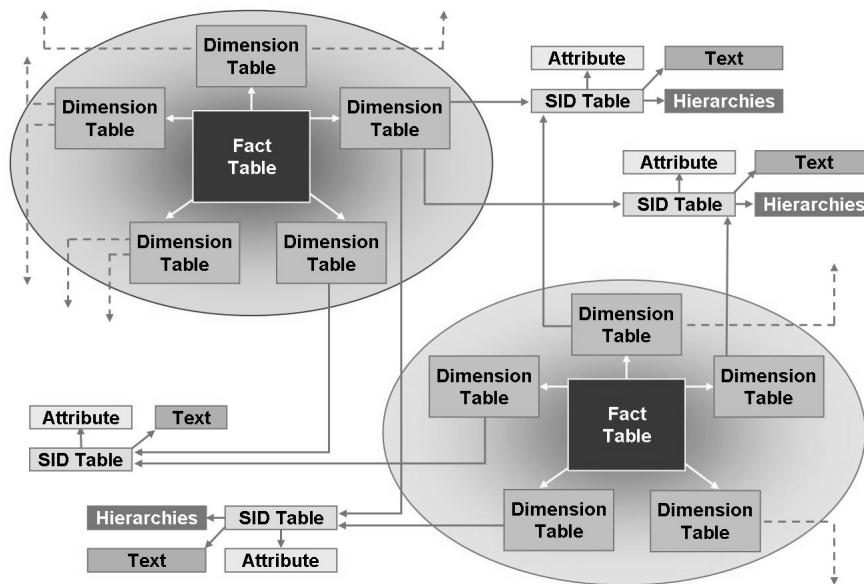 Dimension
Table
Attribute
Text
SID Table
Hierarchies
Dimension
Table
Dimension
Table
Fact
Table
Attribute
Text
SID Table
Hierarchies
Dimension
Table
Dimension
Table
Dimension
Table
Dimension
Table
Dimension
Table
Fact
Table
Attribute
Text
SID Table
Hierarchies
SID Table
Text
Attribute
Dimension
Table
Dimension
Table